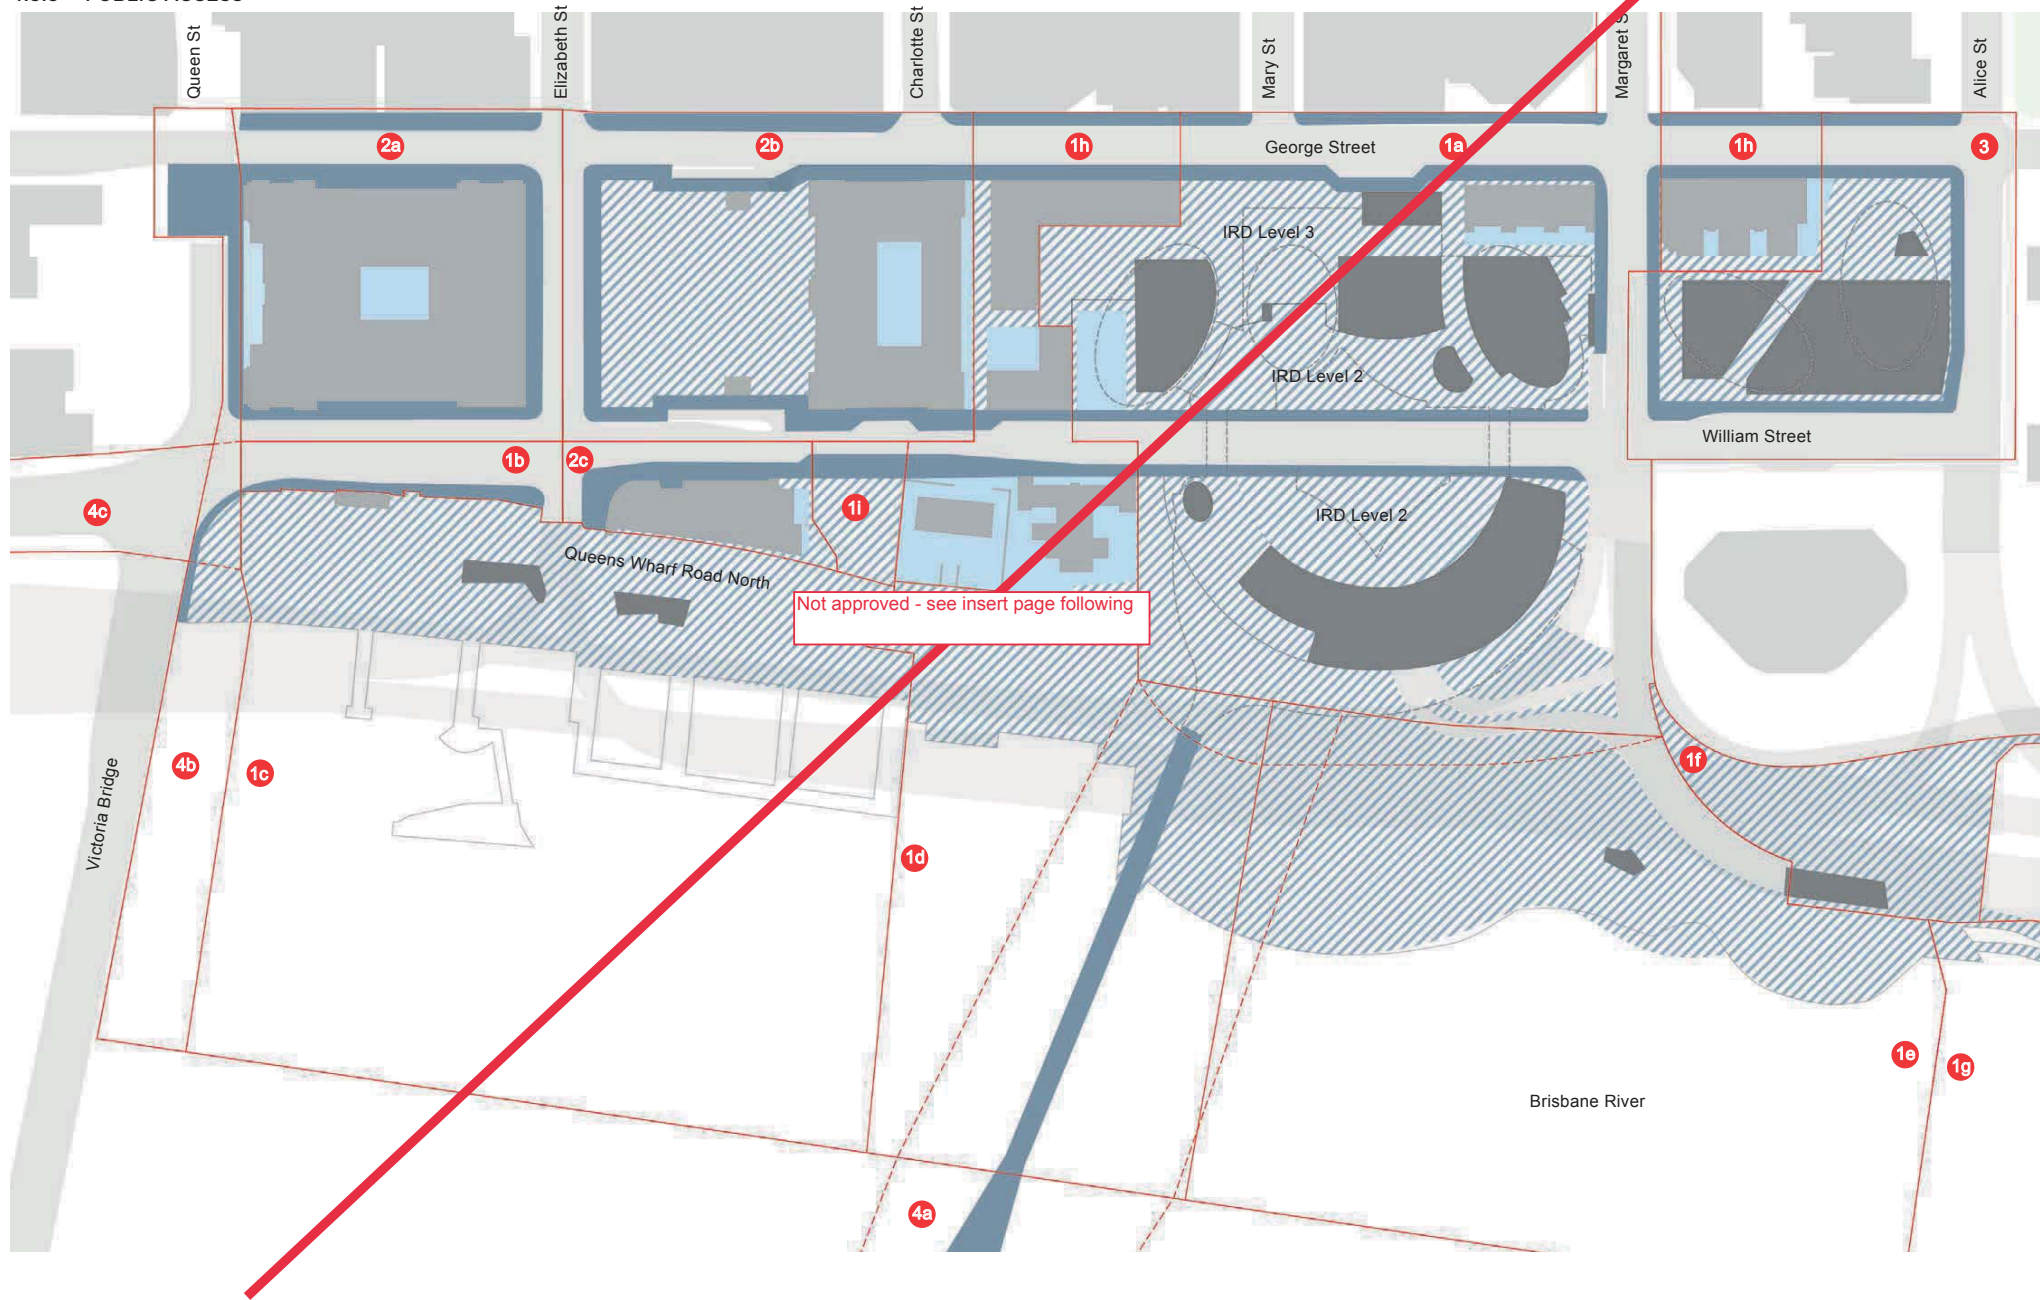 Queen St
Elizabeth St
Charlotte St
Mary St
Margaret St
Alice St
2a
2b
1h
George Street
1a
1h
3
IRD Level 3
IRD Level 2
William Street
1b
2c
4c
1i
IRD Level 2
Queens Wharf Road North
Not approved - see insert page following
4b
1c
1f
Victoria Bridge
1d
1e
1g
Brisbane River
4a